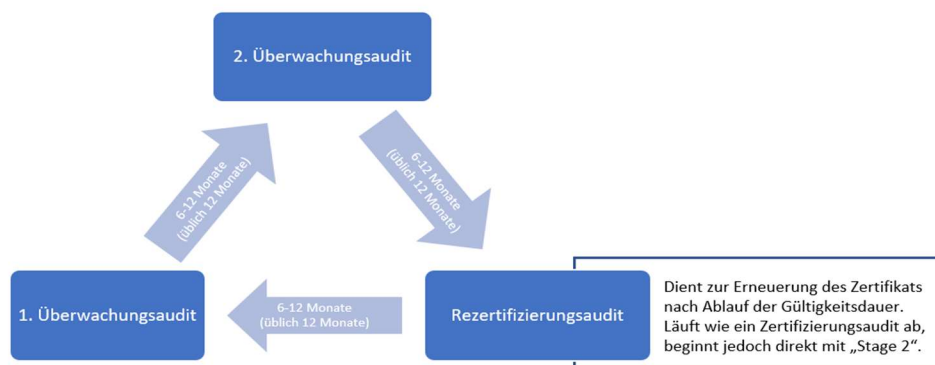 2. Überwachungsaudit
6-12 Monate
(üblich 12 Monate)
6-12 Monate
(üblich 12 Monate)
1. Überwachungsaudit
6-12 Monate
(üblich 12 Monate)
Rezertifizierungsaudit
Dient zur Erneuerung des Zertifikats
nach Ablauf der Gültigkeitsdauer.
Läuft wie ein Zertifizierungsaudit ab,
beginnt jedoch direkt mit „Stage 2“.